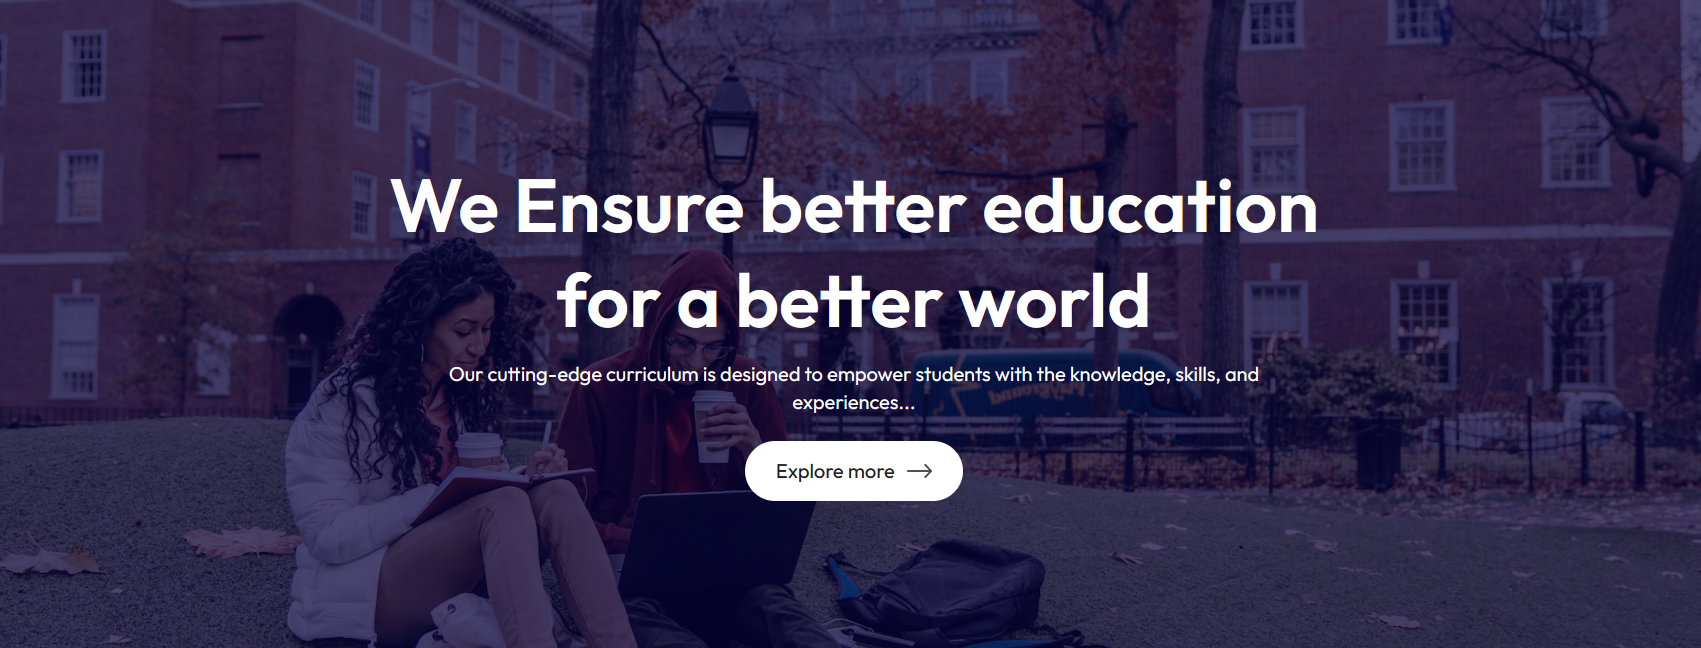 We Ensure better education
for a better world
Our cutting-edge curriculum is designed to empower students with the knowledge, skills, and
experiences...
Explore more